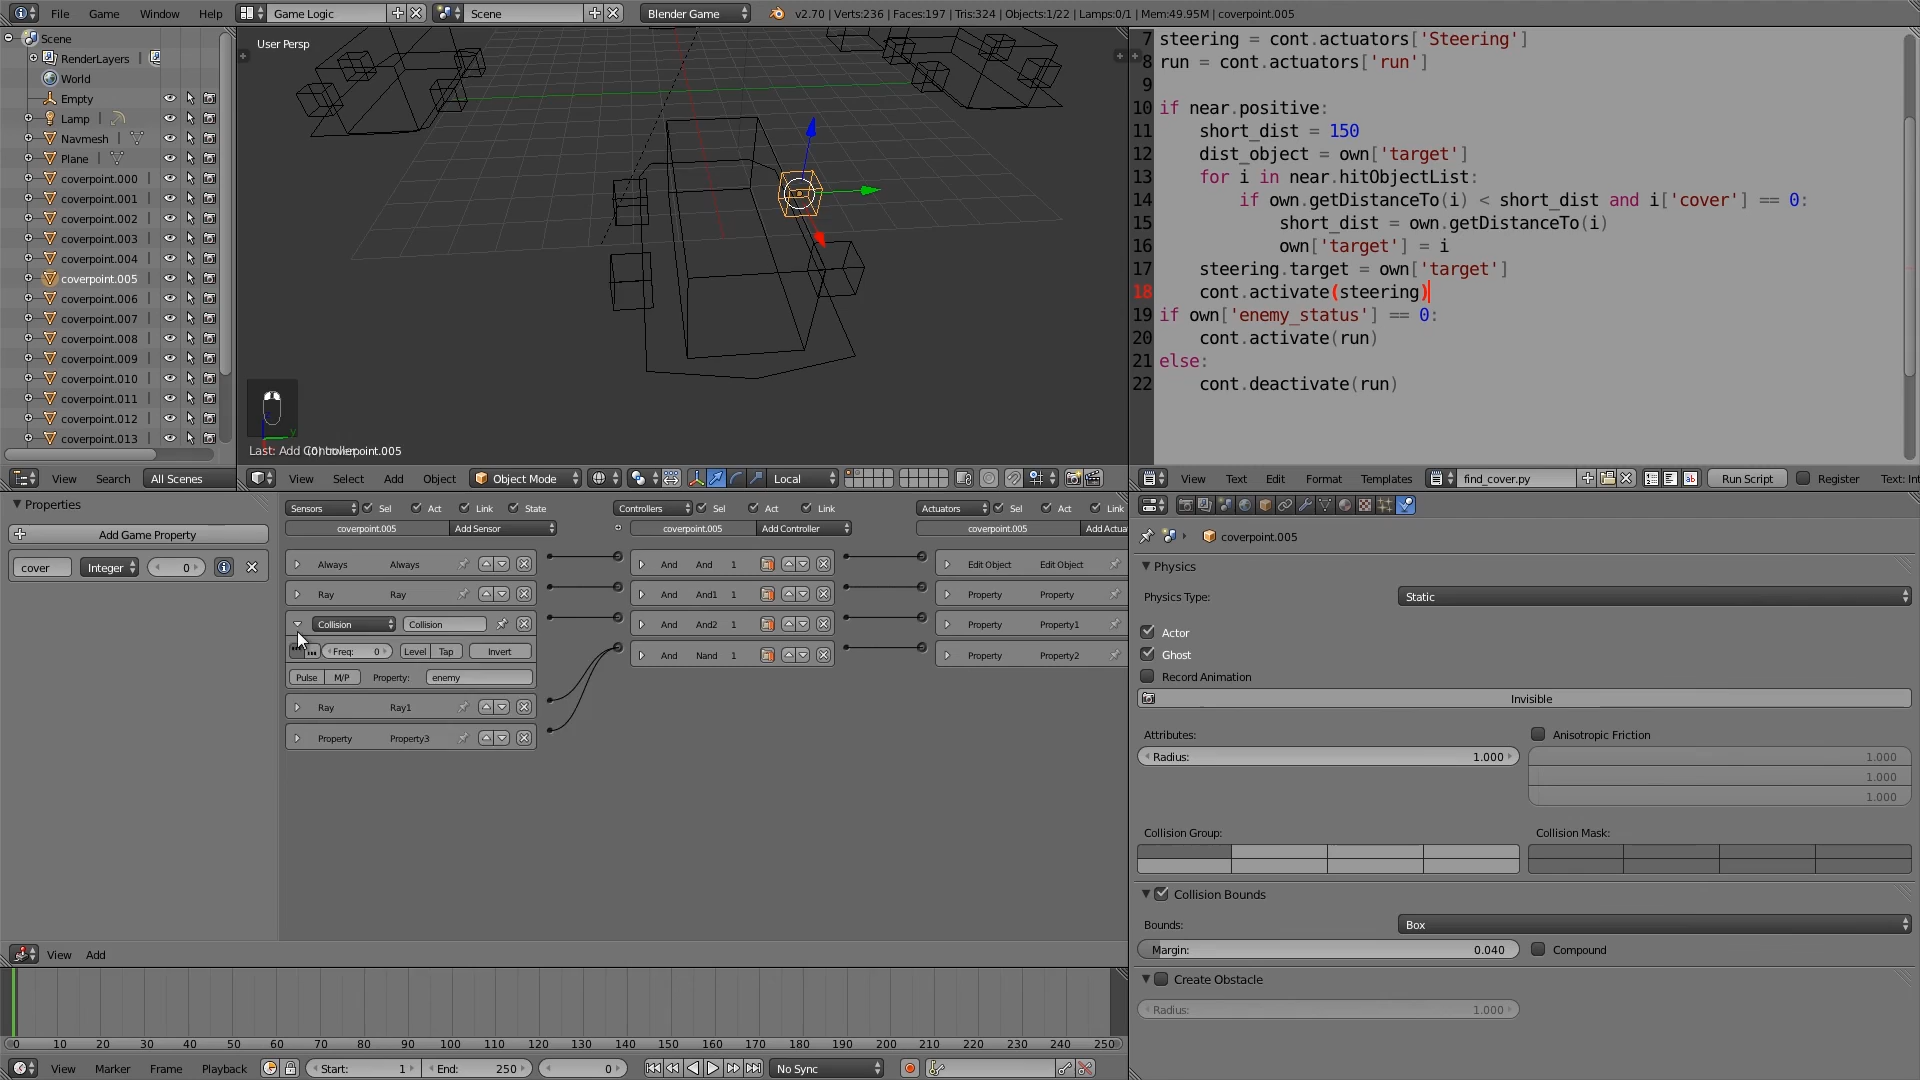 File Game Window Help Game Logic Scene Blender Game v2.70 | Verts:236 | Faces:197 | Tris:324 | Objects:1/22 | Lamps:0/1 | Mem:49.95M | coverpoint.005
Scene
RenderLayers
World
Empty
Lamp
Navmesh
Plane
coverpoint.000
coverpoint.001
coverpoint.002
coverpoint.003
coverpoint.004
coverpoint.005
coverpoint.006
coverpoint.007
coverpoint.008
coverpoint.009
coverpoint.010
coverpoint.011
coverpoint.012
coverpoint.013
View Search All Scenes
User Persp
Last: Add
coverpoint.005
View Select Add Object Object Mode Local
7 steering = cont.actuators['Steering']
8 run = cont.actuators['run']
9
10 if near.positive:
11 short_dist = 150
12 dist_object = own['target']
13 for i in near.hitObjectList:
14 if own.getDistanceTo(i) < short_dist and i['cover'] == 0:
15 short_dist = own.getDistanceTo(i)
16 own['target'] = i
17 steering.target = own['target']
18 cont.activate(steering)
19 if own['enemy_status'] == 0:
20 cont.activate(run)
21 else:
22 cont.deactivate(run)
View Text Edit Format Templates find_cover.py Run Script Register Text: Int
Properties
Add Game Property
cover Integer 0
Sensors Sel Act Link State Controllers Sel Act Link Actuators Sel Act Link
coverpoint.005 Add Sensor coverpoint.005 Add Controller coverpoint.005 Add Actua
Always Always And And 1 Edit Object Edit Object
Ray Ray And And1 1 Property Property
Collision Collision And And2 1 Property Property1
Freq: 0 Level Tap Invert And Nand 1 Property Property2
Pulse M/P Property: enemy
Ray Ray1
Property Property3
View Add
coverpoint.005
Physics
Physics Type: Static
Actor
Ghost
Record Animation
Invisible
Attributes: Anisotropic Friction
Radius: 1.000 1.000
1.000
1.000
Collision Group: Collision Mask:
Collision Bounds
Bounds: Box
Margin: 0.040 Compound
Create Obstacle
Radius: 1.000
0 10 20 30 40 50 60 70 80 90 100 110 120 130 140 150 160 170 180 190 200 210 220 230 240 250
View Marker Frame Playback Start: 1 End: 250 0 No Sync